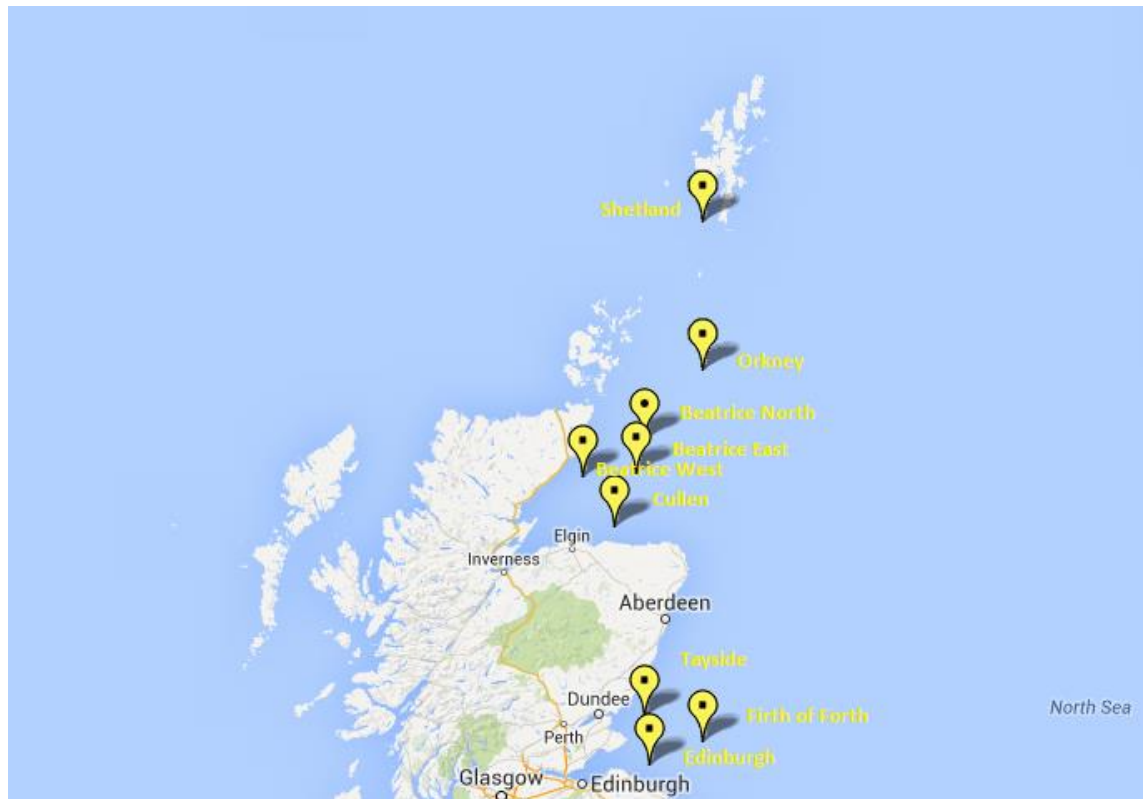 Shetland
Orkney
Beatrice North
Beatrice East
Beatrice West
Cullen
Elgin
Inverness
Aberdeen
Tayside
Dundee
North Sea
Firth of Forth
Perth
Edinburgh
Glasgow
Edinburgh